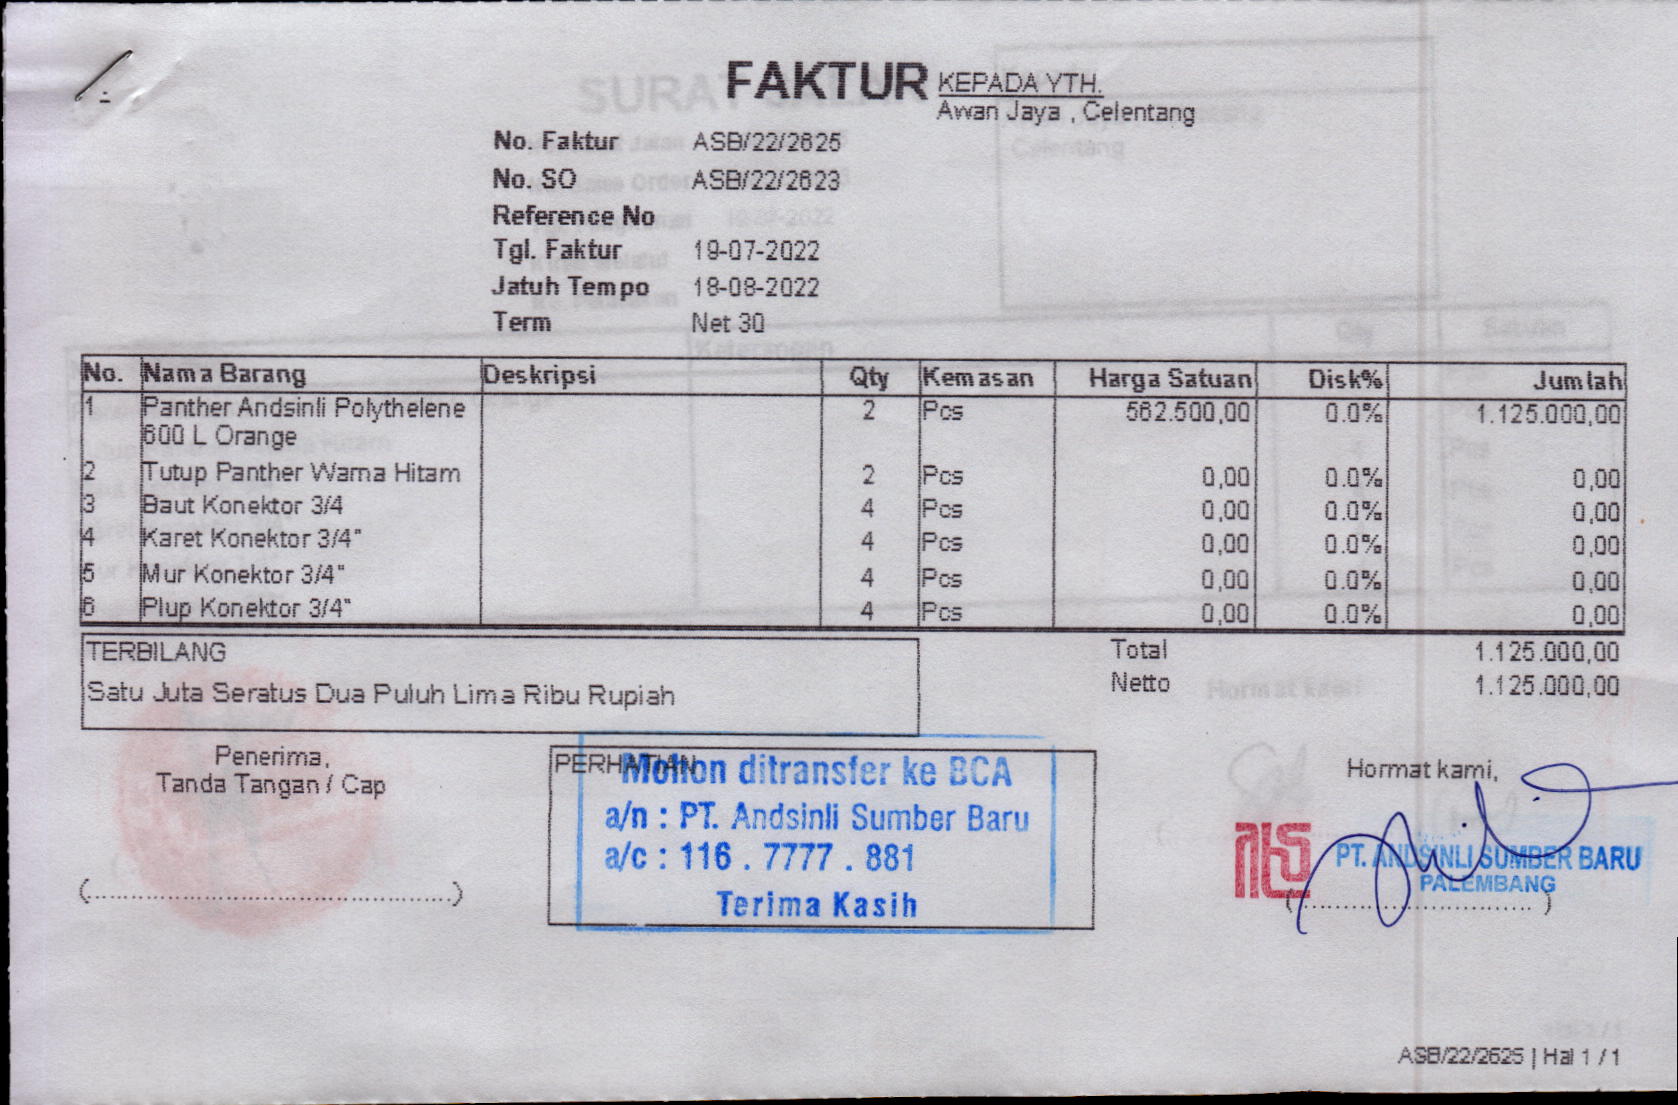 FAKTUR
KEPADA YTH.
Awan Jaya , Celentang
No. Faktur ASB/22/2625
No. SO ASB/22/2623
Reference No
Tgl. Faktur 19-07-2022
Jatuh Tempo 18-08-2022
Term Net 30
No. Nama Barang Deskripsi Qty Kemasan Harga Satuan Disk% Jumlah
1 Panther Andsinli Polythelene 2 Pcs 562.500,00 0.0% 1.125.000,00
600 L Orange
2 Tutup Panther Warna Hitam 2 Pcs 0,00 0.0% 0,00
3 Baut Konektor 3/4 4 Pcs 0,00 0.0% 0,00
4 Karet Konektor 3/4" 4 Pcs 0,00 0.0% 0,00
5 Mur Konektor 3/4" 4 Pcs 0,00 0.0% 0,00
6 Plup Konektor 3/4" 4 Pcs 0,00 0.0% 0,00
TERBILANG
Satu Juta Seratus Dua Puluh Lima Ribu Rupiah
Total 1.125.000,00
Netto 1.125.000,00
Penerima,
Tanda Tangan / Cap
(..............................................)
PERHATIAN
Mohon ditransfer ke BCA
a/n : PT. Andsinli Sumber Baru
a/c : 116 . 7777 . 881
Terima Kasih
Hormat kami,
PT. ANDSINLI SUMBER BARU
PALEMBANG
(..............................)
ASB/22/2625 | Hal 1 / 1